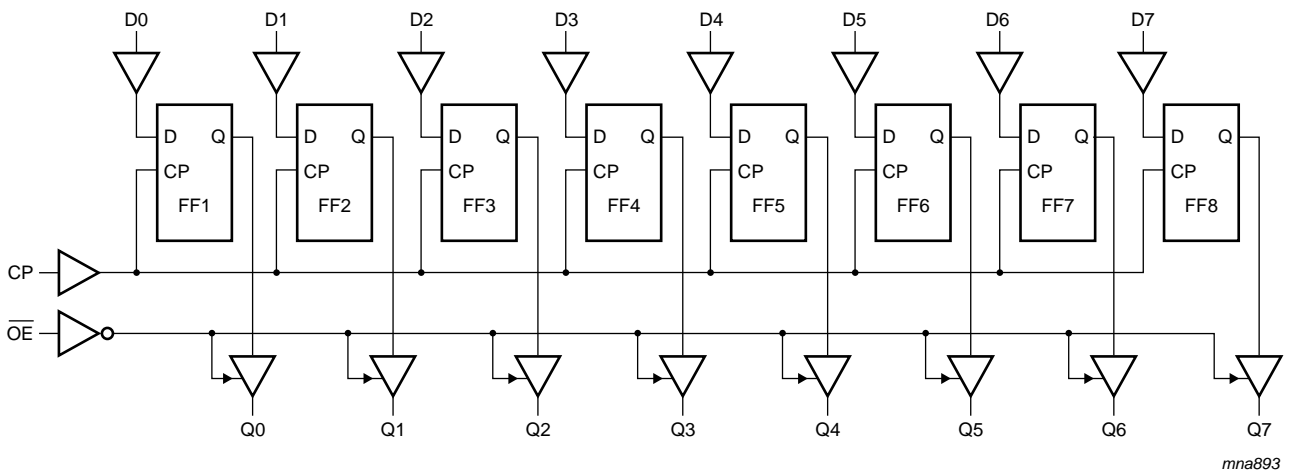 D0 D1 D2 D3 D4 D5 D6 D7
D Q D Q D Q D Q D Q D Q D Q D Q
CP CP CP CP CP CP CP CP
FF1 FF2 FF3 FF4 FF5 FF6 FF7 FF8
CP
O̅E̅
Q0 Q1 Q2 Q3 Q4 Q5 Q6 Q7
mna893